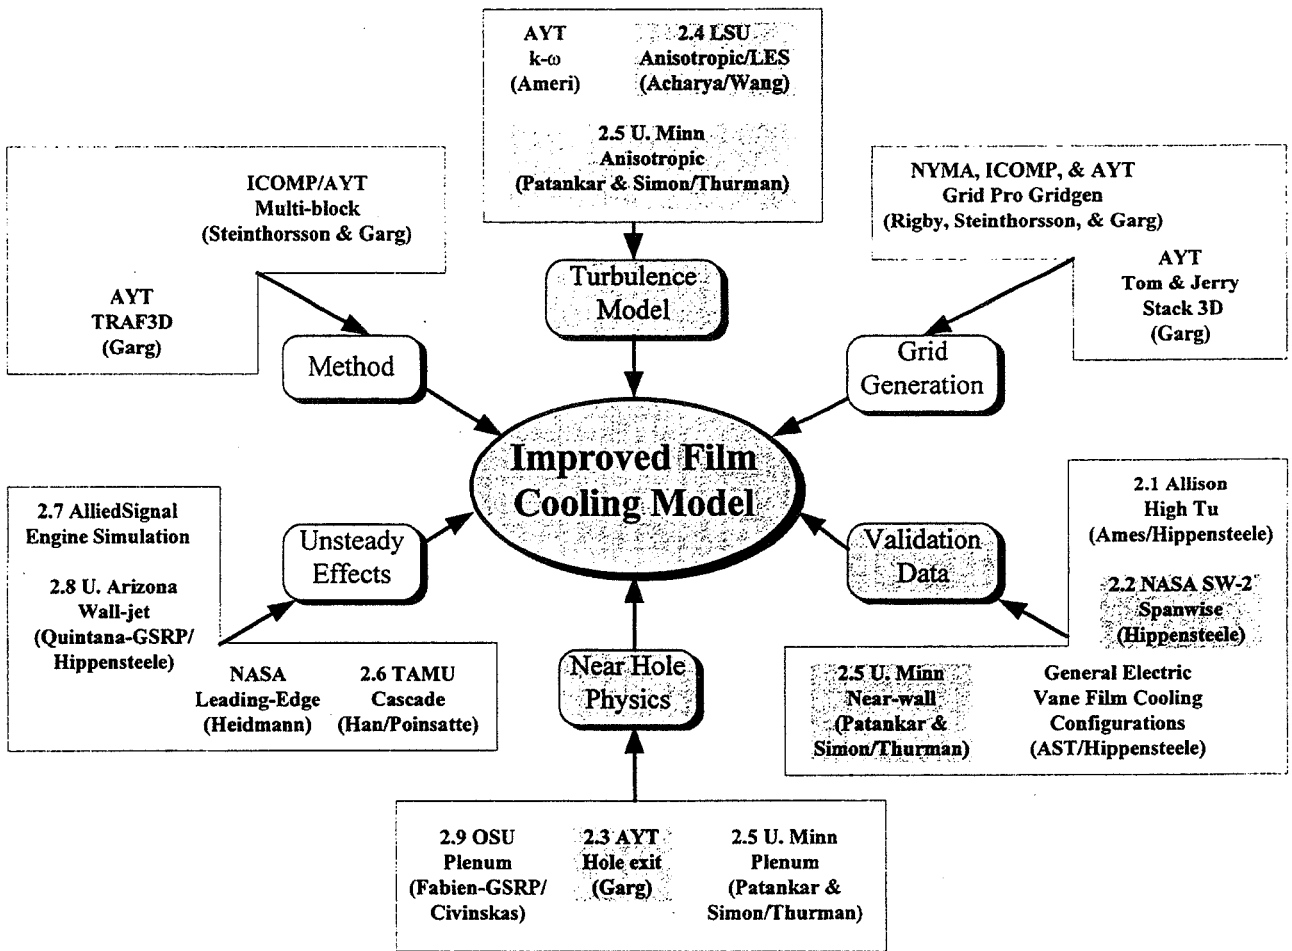 AYT
k-ω
(Ameri)
2.4 LSU
Anisotropic/LES
(Acharya/Wang)
2.5 U. Minn
Anisotropic
(Patankar & Simon/Thurman)
ICOMP/AYT
Multi-block
(Steinthorsson & Garg)
AYT
TRAF3D
(Garg)
NYMA, ICOMP, & AYT
Grid Pro Gridgen
(Rigby, Steinthorsson, & Garg)
AYT
Tom & Jerry
Stack 3D
(Garg)
Turbulence
Model
Method
Grid
Generation
Improved Film
Cooling Model
2.7 AlliedSignal
Engine Simulation
2.8 U. Arizona
Wall-jet
(Quintana-GSRP/
Hippensteele)
NASA
Leading-Edge
(Heidmann)
2.6 TAMU
Cascade
(Han/Poinsatte)
Unsteady
Effects
Validation
Data
2.1 Allison
High Tu
(Ames/Hippensteele)
2.2 NASA SW-2
Spanwise
(Hippensteele)
2.5 U. Minn
Near-wall
(Patankar &
Simon/Thurman)
General Electric
Vane Film Cooling
Configurations
(AST/Hippensteele)
Near Hole
Physics
2.9 OSU
Plenum
(Fabien-GSRP/
Civinskas)
2.3 AYT
Hole exit
(Garg)
2.5 U. Minn
Plenum
(Patankar &
Simon/Thurman)